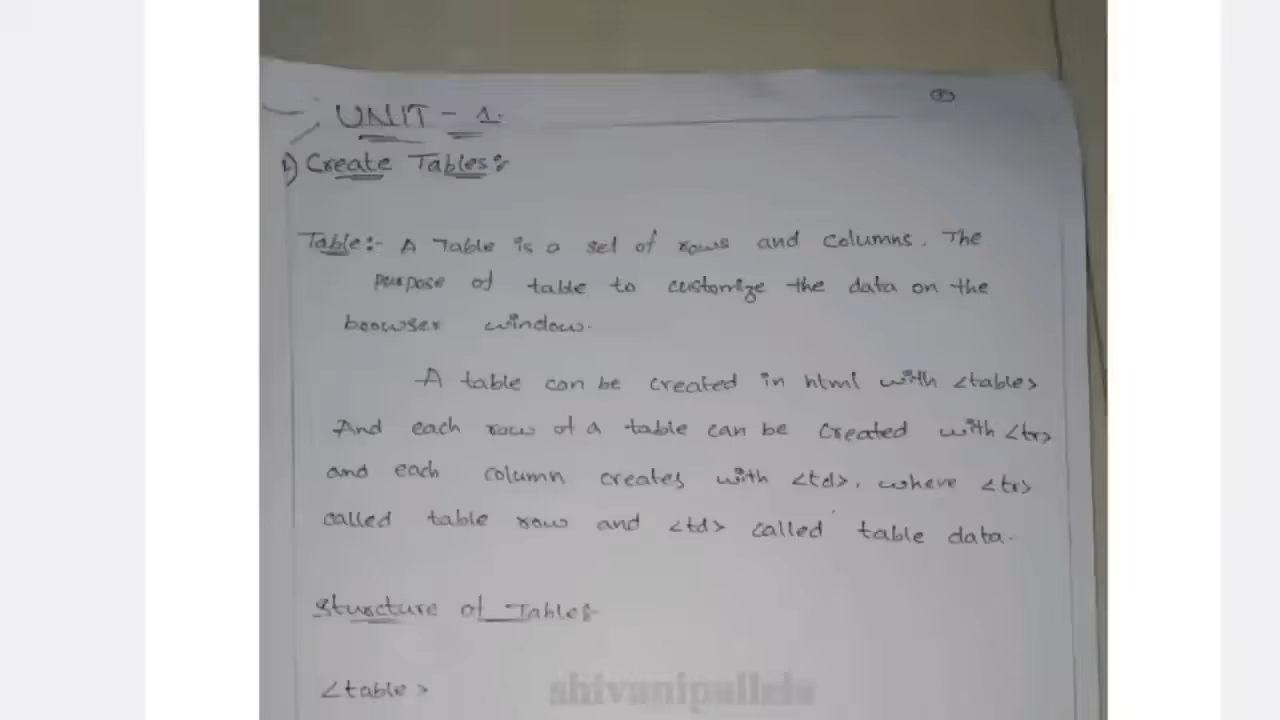 ①
UNIT - 1.
1) Create Tables:
Table:- A Table is a set of rows and columns. The
purpose of table to customize the data on the
boowser window.
A table can be created in html with <table>
And each row of a table can be created with <tr>
and each column creates with <td>. where <tr>
called table row and <td> called table data.
Sturcture of Table:-
<table>